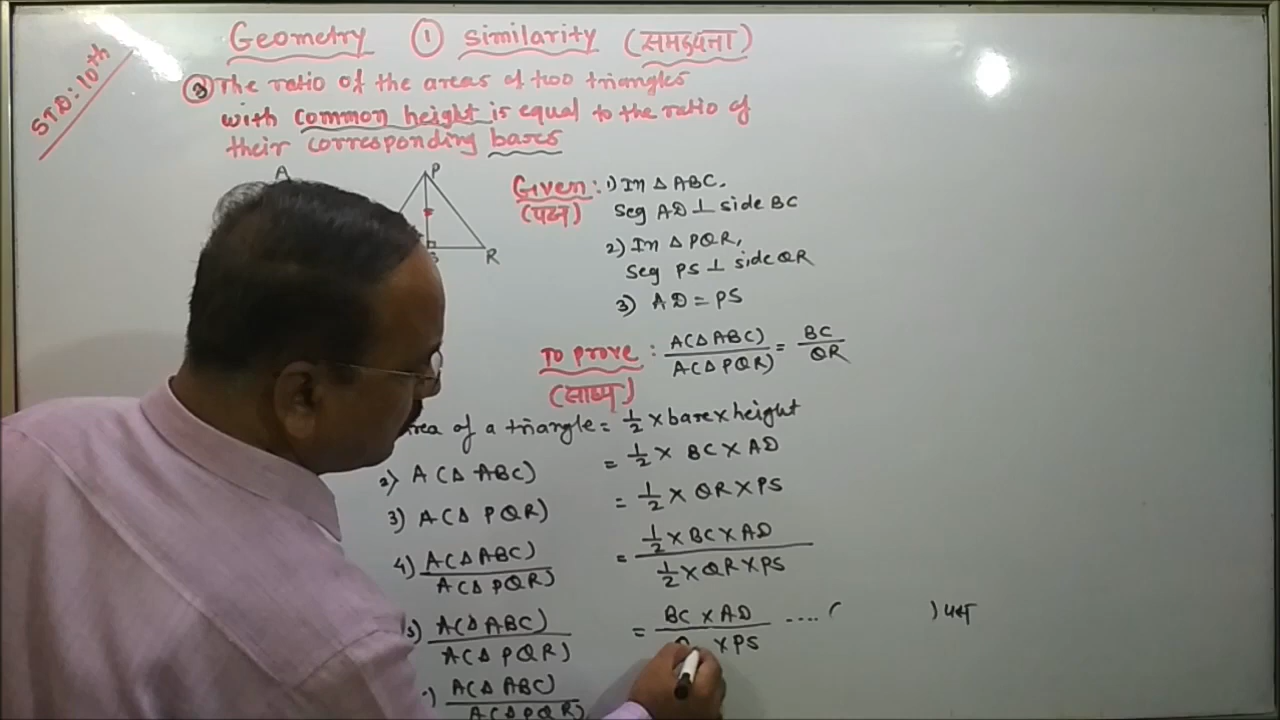 STD: 10th
Geometry ① similarity (समरुपता)
③ The ratio of the areas of two triangles
with common height is equal to the ratio of
their corresponding bases
A
P
R
Given : 1) In △ ABC,
(पक्ष) Seg AD ⊥ side BC
2) In △ PQR,
Seg PS ⊥ side QR
3) AD = PS
To prove : A(△ ABC) / A(△ PQR) = BC / QR
(साध्य)
of a triangle = 1/2 × base × height
2) A(△ ABC) = 1/2 × BC × AD
3) A(△ PQR) = 1/2 × QR × PS
4) A(△ ABC) / A(△ PQR) = 1/2 × BC × AD / 1/2 × QR × PS
5) A(△ ABC) / A(△ PQR) = BC × AD / × PS .... ( ) पक्ष
) A(△ ABC) / A(△ PQR)